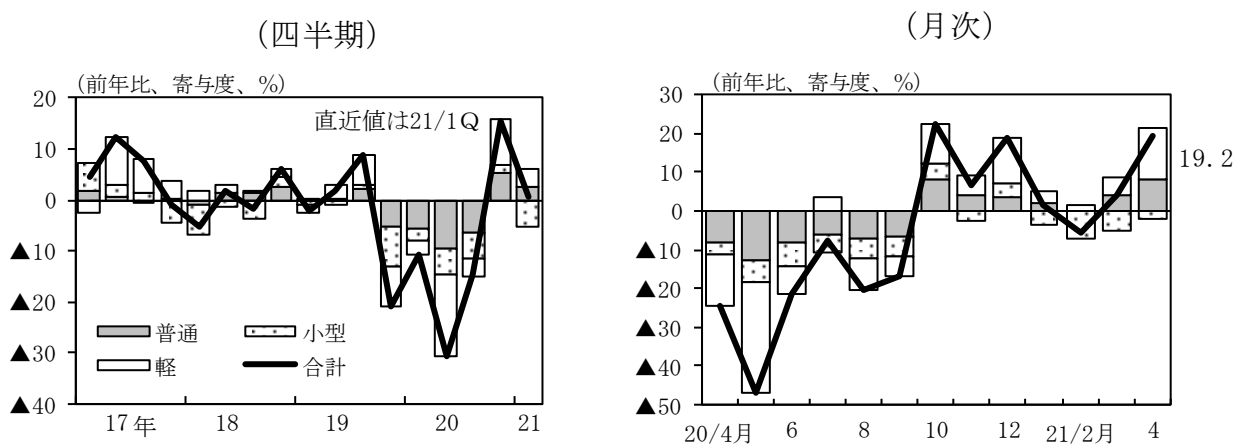 (四半期)
(前年比、寄与度、%)
20
10
0
▲10
▲20
▲30
▲40
直近値は21/1Q
普通
小型
軽
合計
17年
18
19
20
21
(月次)
(前年比、寄与度、%)
30
20
10
0
▲10
▲20
▲30
▲40
▲50
19.2
20/4月
6
8
10
12
21/2月
4